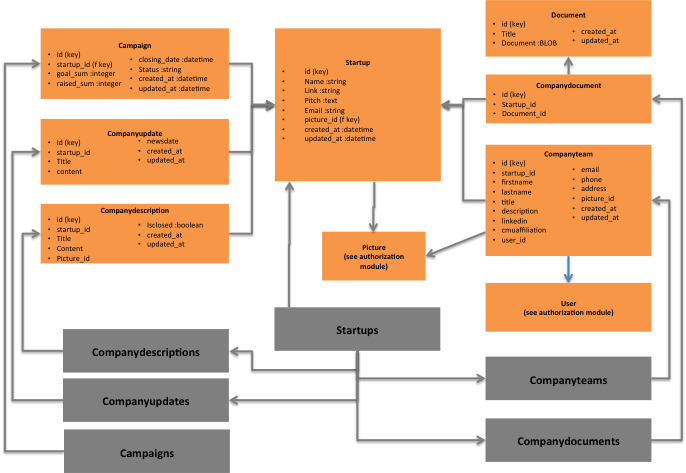 Campaign
• id (key)
• startup_id (f key)
• goal_sum :integer
• raised_sum :integer
• closing_date :datetime
• Status :string
• created_at :datetime
• updated_at :datetime
Companyupdate
• id (key)
• startup_id
• Title
• content
• newsdate
• created_at
• updated_at
Companydescription
• id (key)
• startup_id
• Title
• Content
• Picture_id
• Isclosed :boolean
• created_at
• updated_at
Startup
• id (key)
• Name :string
• Link :string
• Pitch :text
• Email :string
• picture_id (f key)
• created_at :datetime
• updated_at :datetime
Picture
(see authorization
module)
Document
• id (key)
• Title
• Document :BLOB
• created_at
• updated_at
Companydocument
• id (key)
• Startup_id
• Document_id
Companyteam
• id (key)
• startup_id
• firstname
• lastname
• title
• description
• linkedin
• cmuaffiliation
• user_id
• email
• phone
• address
• picture_id
• created_at
• updated_at
User
(see authorization module)
Startups
Companydescriptions
Companyupdates
Campaigns
Companyteams
Companydocuments